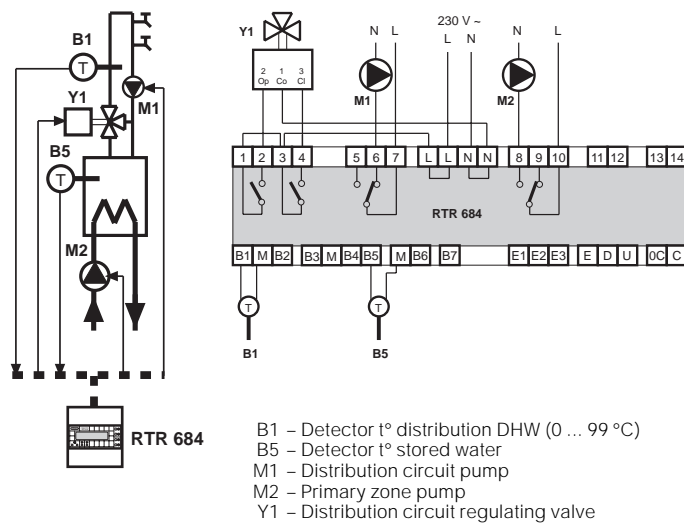 B1
T
M1
Y1
B5
T
M2
RTR 684
Y1
2 1 3
Op Co Cl
N L
M1
230 V ~
L N
N L
M2
1 2 3 4 5 6 7 L L N N 8 9 10 11 12 13 14
RTR 684
B1 M B2 B3 M B4 B5 M B6 B7 E1 E2 E3 E D U 0C C
T
B1
T
B5
B1 – Detector t° distribution DHW (0 ... 99 °C)
B5 – Detector t° stored water
M1 – Distribution circuit pump
M2 – Primary zone pump
Y1 – Distribution circuit regulating valve